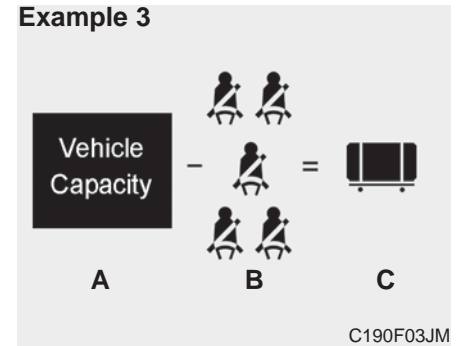 Example 3
Vehicle
Capacity
-
=
A B C
C190F03JM